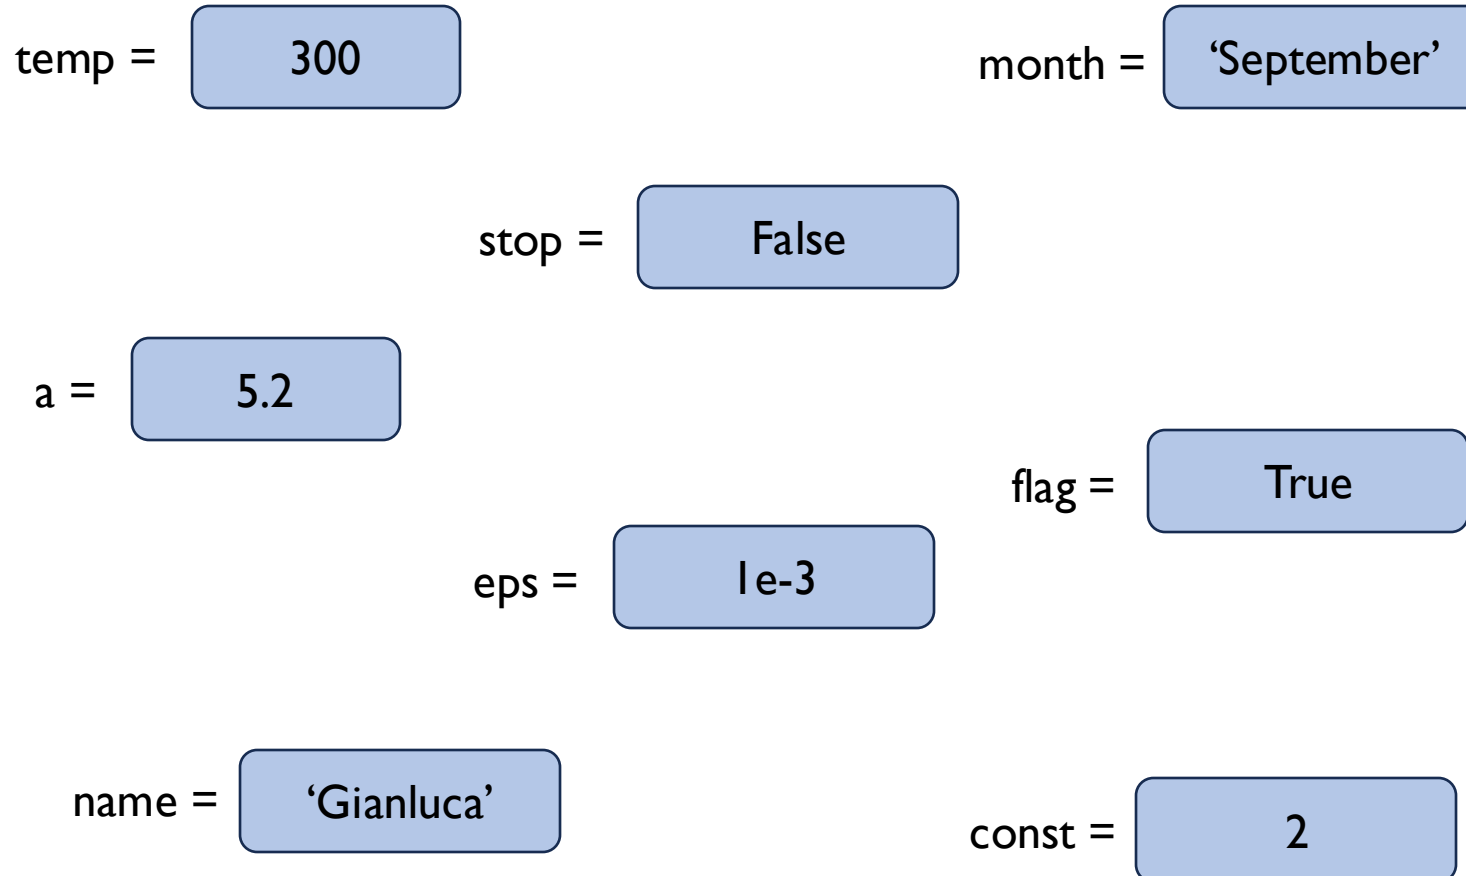 temp = 300
month = ‘September’
stop = False
a = 5.2
flag = True
eps = 1e-3
name = ‘Gianluca’
const = 2